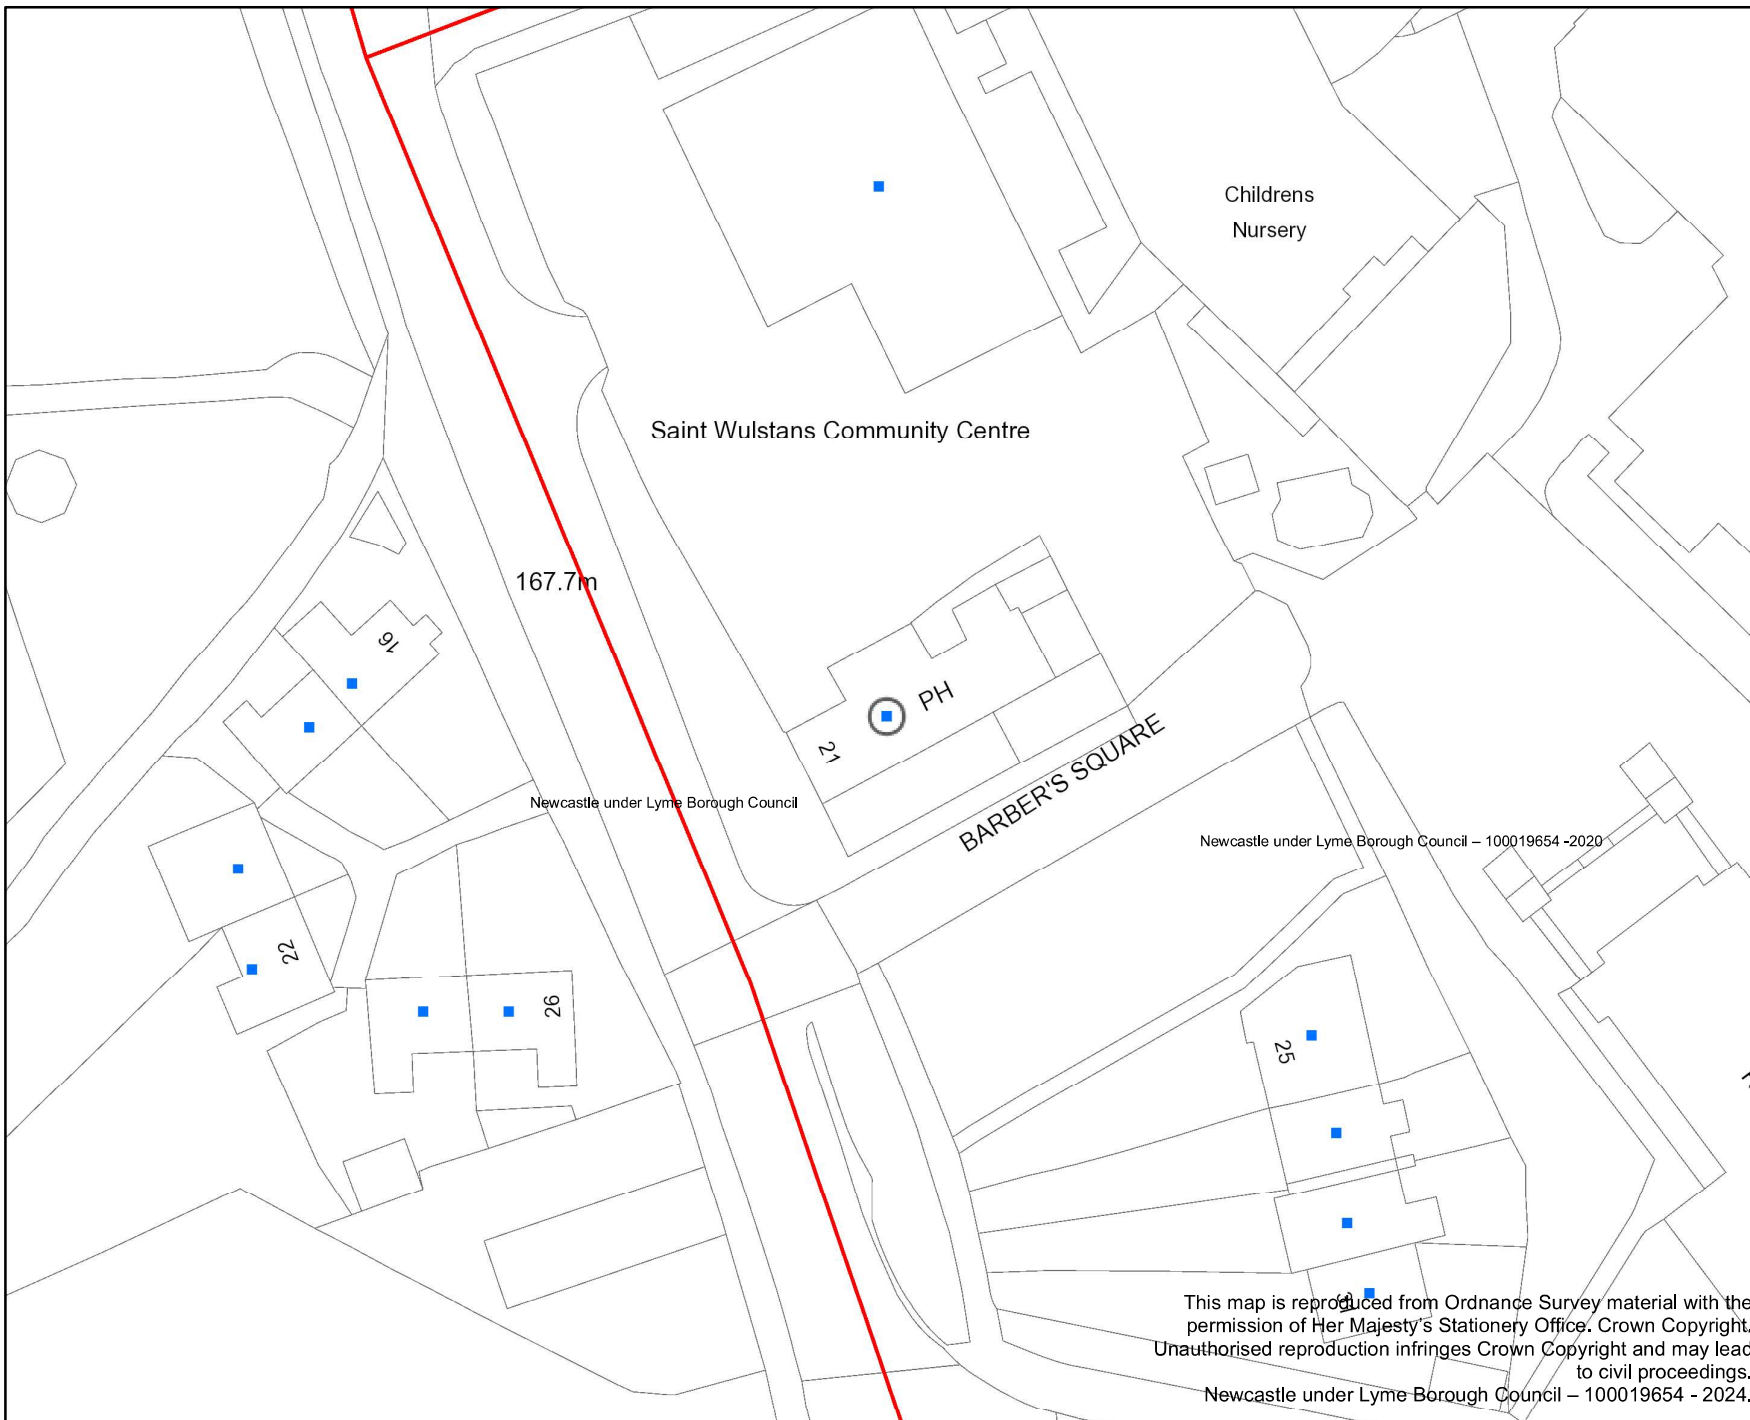 Childrens
Nursery
Saint Wulstans Community Centre
167.7m
16
PH
21
BARBER'S SQUARE
Newcastle under Lyme Borough Council
Newcastle under Lyme Borough Council – 100019654 -2020
22
26
25
31
This map is reproduced from Ordnance Survey material with the
permission of Her Majesty's Stationery Office. Crown Copyright.
Unauthorised reproduction infringes Crown Copyright and may lead
to civil proceedings.
Newcastle under Lyme Borough Council – 100019654 - 2024.